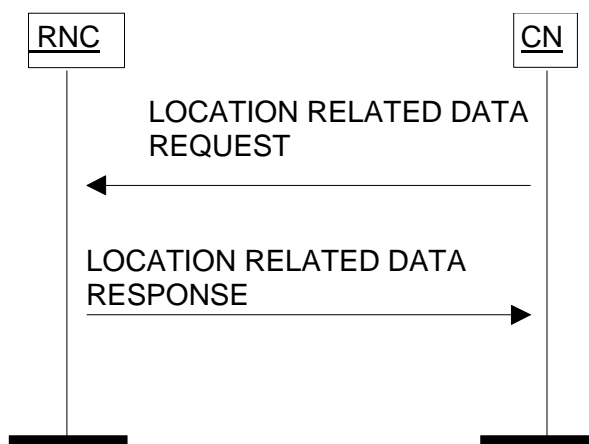 RNC
CN
LOCATION RELATED DATA
REQUEST
LOCATION RELATED DATA
RESPONSE